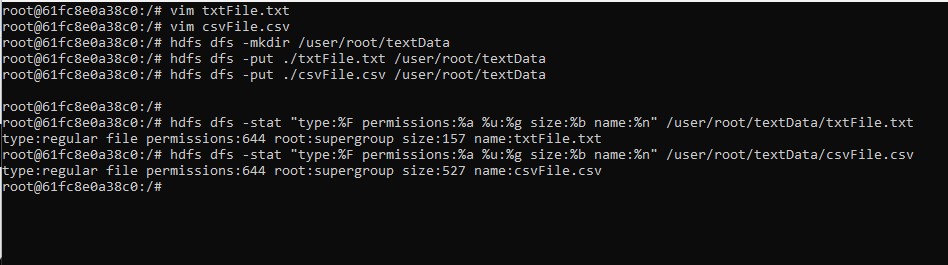 root@61fc8e0a38c0:/# vim txtFile.txt
root@61fc8e0a38c0:/# vim csvFile.csv
root@61fc8e0a38c0:/# hdfs dfs -mkdir /user/root/textData
root@61fc8e0a38c0:/# hdfs dfs -put ./txtFile.txt /user/root/textData
root@61fc8e0a38c0:/# hdfs dfs -put ./csvFile.csv /user/root/textData
root@61fc8e0a38c0:/#
root@61fc8e0a38c0:/# hdfs dfs -stat "type:%F permissions:%a %u:%g size:%b name:%n" /user/root/textData/txtFile.txt
type:regular file permissions:644 root:supergroup size:157 name:txtFile.txt
root@61fc8e0a38c0:/# hdfs dfs -stat "type:%F permissions:%a %u:%g size:%b name:%n" /user/root/textData/csvFile.csv
type:regular file permissions:644 root:supergroup size:527 name:csvFile.csv
root@61fc8e0a38c0:/#